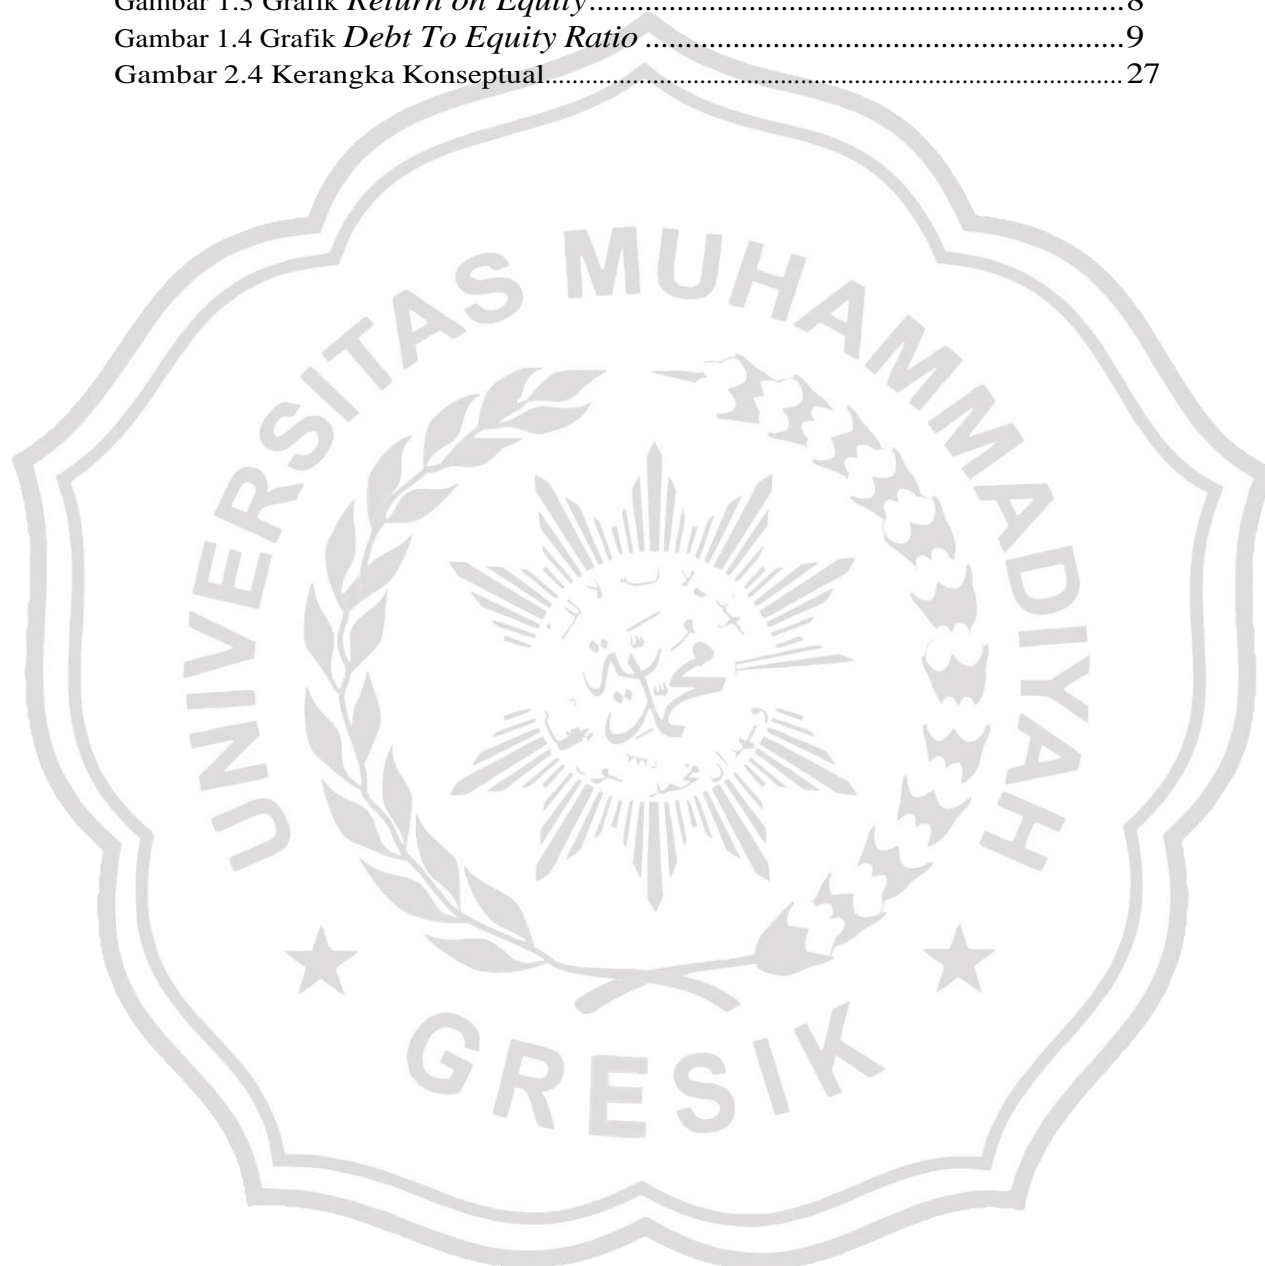 Gambar 1.3 Grafik Return on Equity........................................................................8
Gambar 1.4 Grafik Debt To Equity Ratio ................................................................9
Gambar 2.4 Kerangka Konseptual......................................................................................27
UNIVERSITAS MUHAMMADIYAH
محمدية
GRESIK